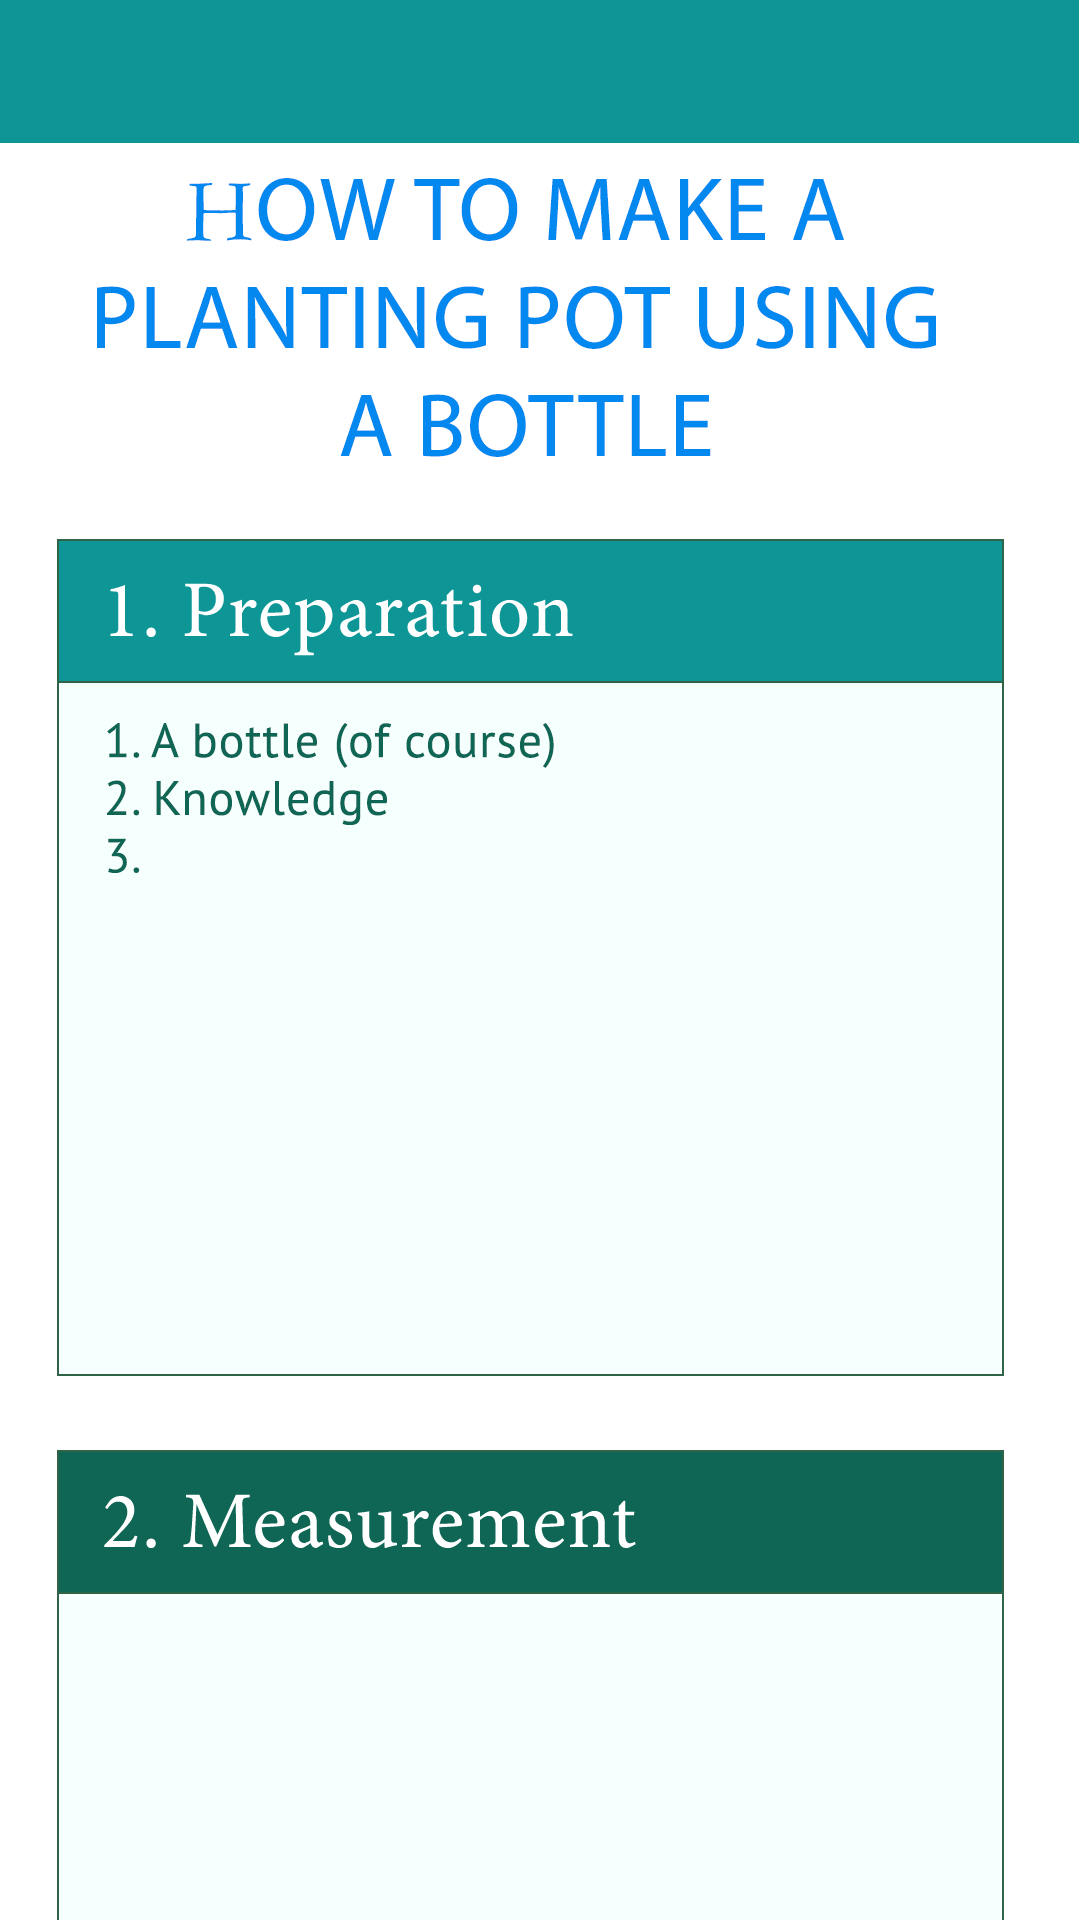 HOW TO MAKE A
PLANTING POT USING
A BOTTLE
1. Preparation
1. A bottle (of course)
2. Knowledge
3.
2. Measurement